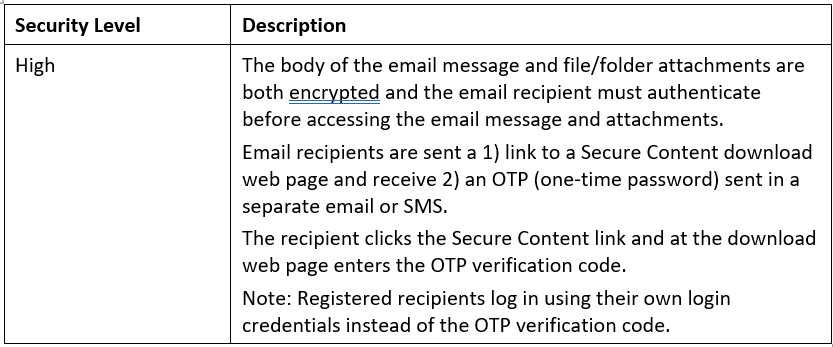 Security Level Description
High
The body of the email message and file/folder attachments are
both encrypted and the email recipient must authenticate
before accessing the email message and attachments.
Email recipients are sent a 1) link to a Secure Content download
web page and receive 2) an OTP (one-time password) sent in a
separate email or SMS.
The recipient clicks the Secure Content link and at the download
web page enters the OTP verification code.
Note: Registered recipients log in using their own login
credentials instead of the OTP verification code.